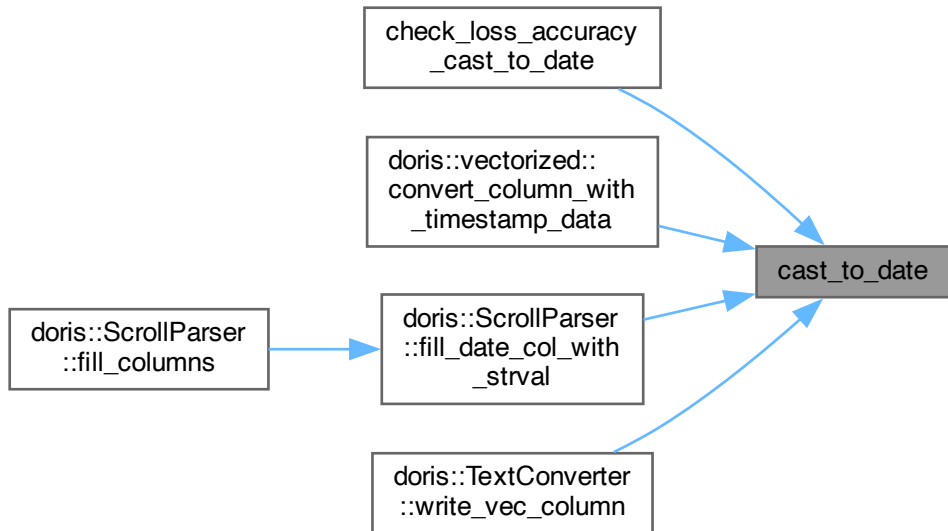 check_loss_accuracy
_cast_to_date
doris::vectorized::
convert_column_with
_timestamp_data
cast_to_date
doris::ScrollParser
::fill_columns
doris::ScrollParser
::fill_date_col_with
_strval
doris::TextConverter
::write_vec_column